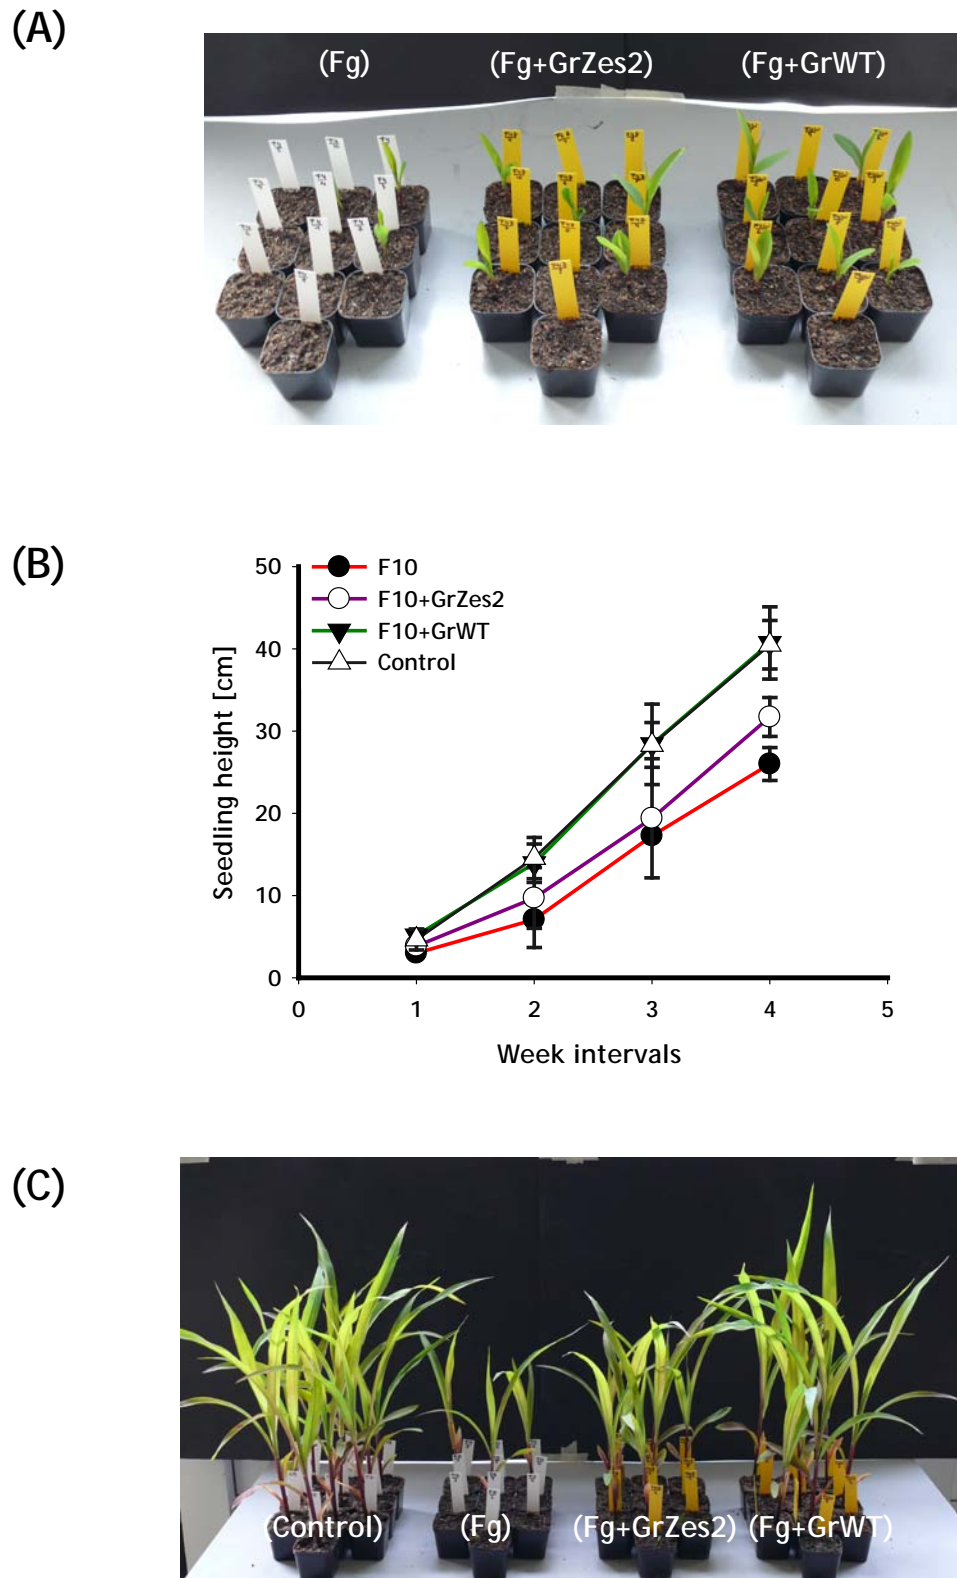 (A)
(Fg) (Fg+GrZes2) (Fg+GrWT)
(B)
50
40
30
20
10
0
Seedling height [cm]
F10
F10+GrZes2
F10+GrWT
Control
0 1 2 3 4 5
Week intervals
(C)
(Control) (Fg) (Fg+GrZes2) (Fg+GrWT)